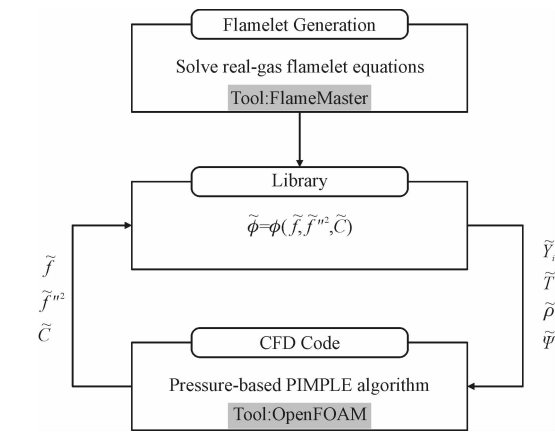 Flamelet Generation
Solve real-gas flamelet equations
Tool:FlameMaster
Library
ϕ̃=ϕ(f̃,f̃″²,C̃)
f̃
f̃″²
C̃
Ỹᵢ
T̃
ρ̃
Ψ̃
CFD Code
Pressure-based PIMPLE algorithm
Tool:OpenFOAM